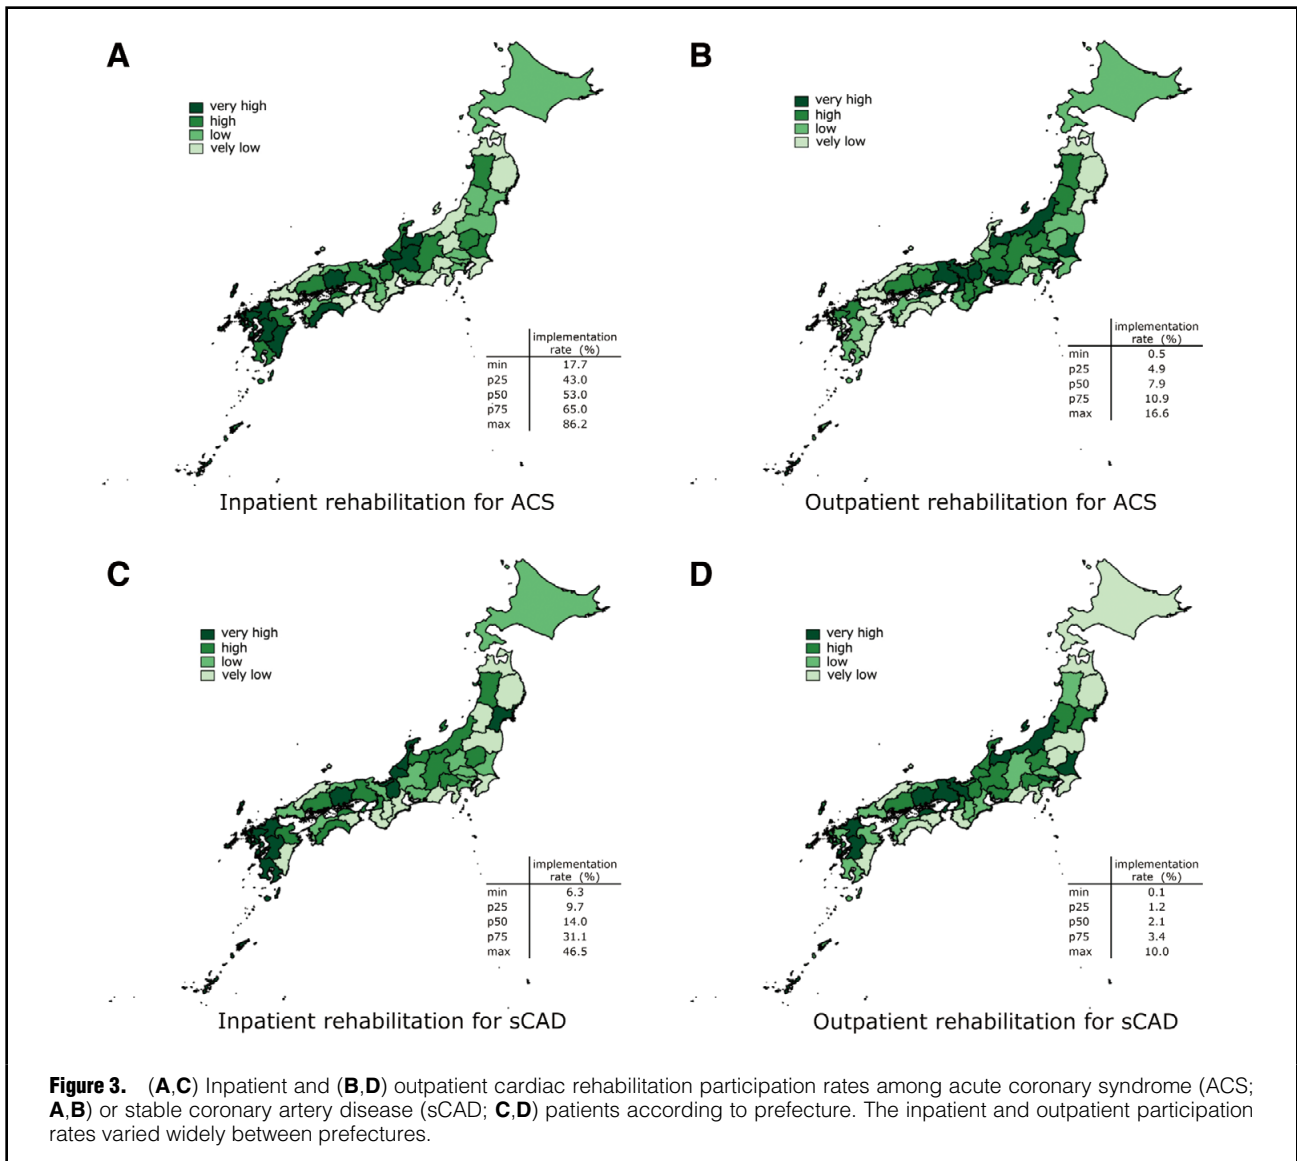 A
very high
high
low
vely low
implementation
rate (%)
min 17.7
p25 43.0
p50 53.0
p75 65.0
max 86.2
Inpatient rehabilitation for ACS
B
very high
high
low
vely low
implementation
rate (%)
min 0.5
p25 4.9
p50 7.9
p75 10.9
max 16.6
Outpatient rehabilitation for ACS
C
very high
high
low
vely low
implementation
rate (%)
min 6.3
p25 9.7
p50 14.0
p75 31.1
max 46.5
Inpatient rehabilitation for sCAD
D
very high
high
low
vely low
implementation
rate (%)
min 0.1
p25 1.2
p50 2.1
p75 3.4
max 10.0
Outpatient rehabilitation for sCAD
Figure 3. (A,C) Inpatient and (B,D) outpatient cardiac rehabilitation participation rates among acute coronary syndrome (ACS;
A,B) or stable coronary artery disease (sCAD; C,D) patients according to prefecture. The inpatient and outpatient participation
rates varied widely between prefectures.